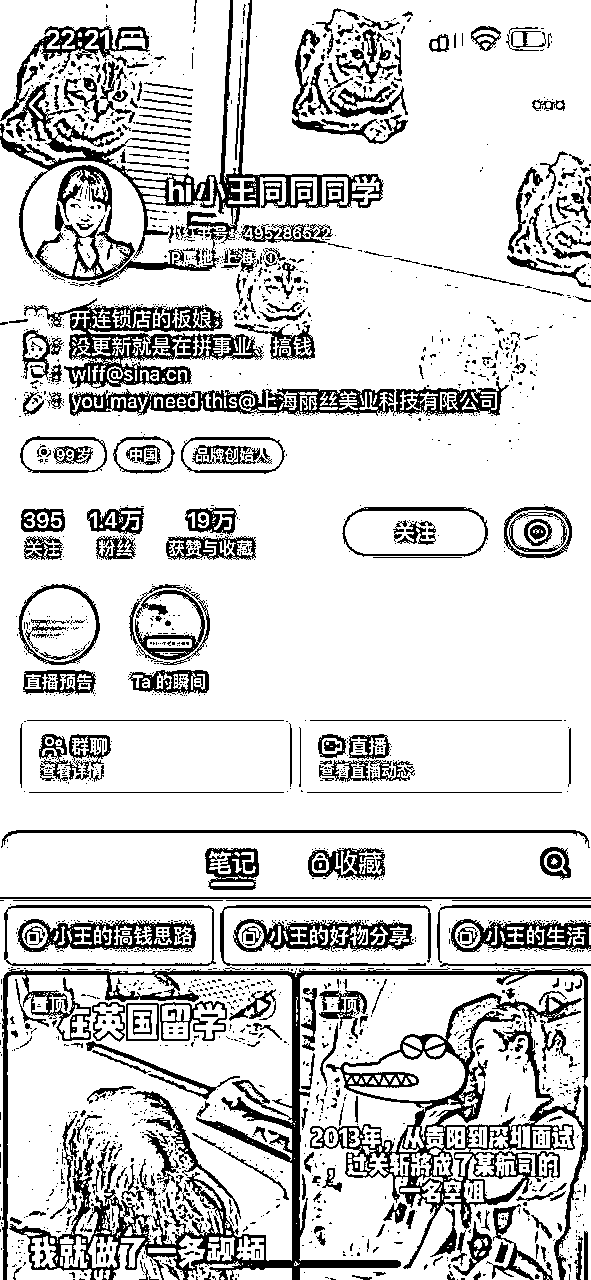 22:21
hi小王同同同学
小红书号：495286622
IP属地：上海
开连锁店的板娘
没更新就是在拼事业、搞钱
wlff@sina.cn
you may need this@上海丽丝美业科技有限公司
99岁
中国
品牌创始人
395
关注
1.4万
粉丝
19万
获赞与收藏
关注
直播预告
Ta 的瞬间
群聊
查看详情
直播
查看直播动态
笔记
收藏
小王的搞钱思路
小王的好物分享
小王的生活
置顶
在英国留学
我就做了一条视频
置顶
2013年，从贵阳到深圳面试
，过关斩将成了某航司的
一名空姐